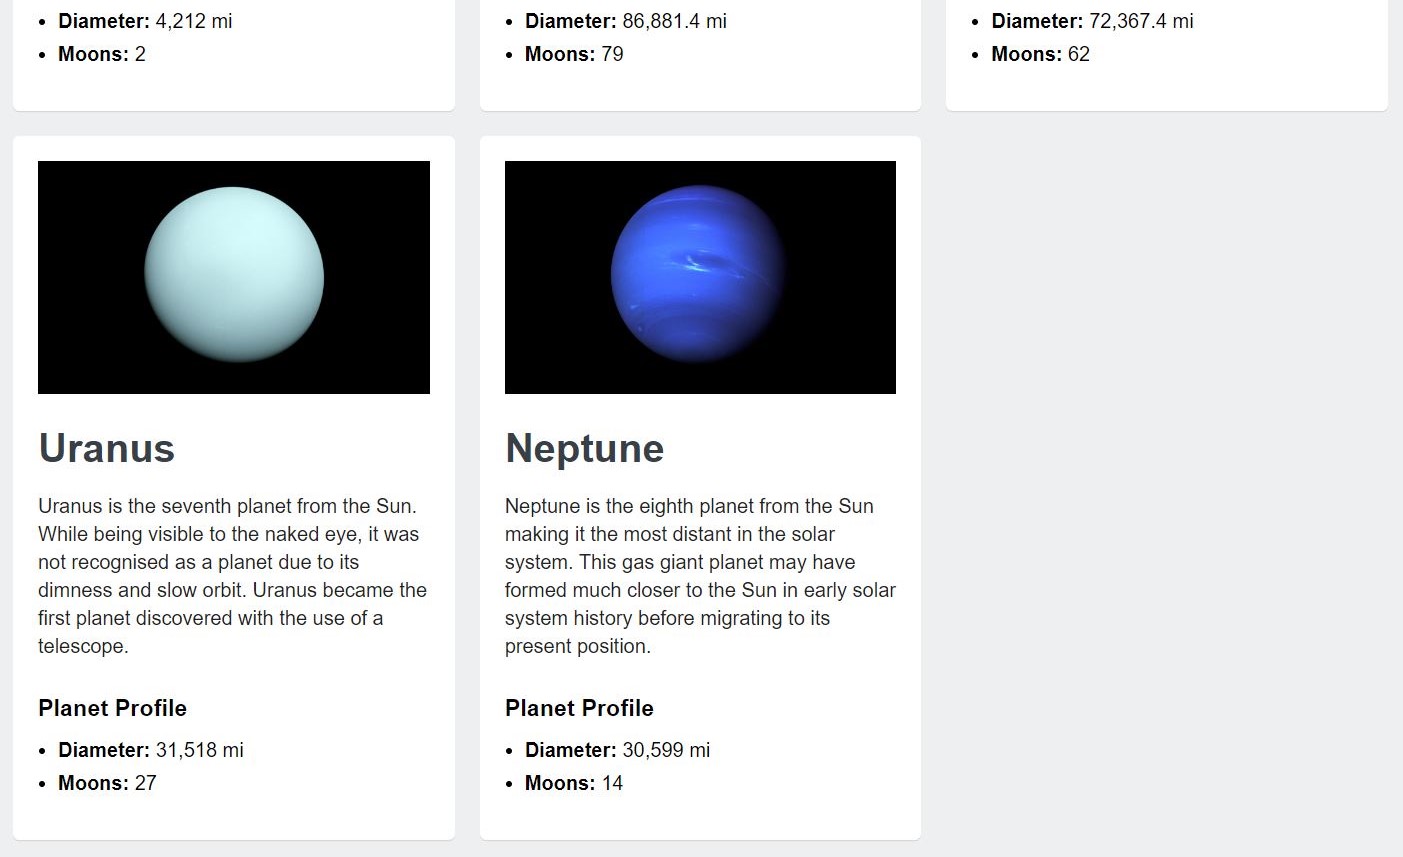 Diameter: 4,212 mi
Moons: 2
Diameter: 86,881.4 mi
Moons: 79
Diameter: 72,367.4 mi
Moons: 62
Uranus
Uranus is the seventh planet from the Sun.
While being visible to the naked eye, it was
not recognised as a planet due to its
dimness and slow orbit. Uranus became the
first planet discovered with the use of a
telescope.
Planet Profile
Diameter: 31,518 mi
Moons: 27
Neptune
Neptune is the eighth planet from the Sun
making it the most distant in the solar
system. This gas giant planet may have
formed much closer to the Sun in early solar
system history before migrating to its
present position.
Planet Profile
Diameter: 30,599 mi
Moons: 14